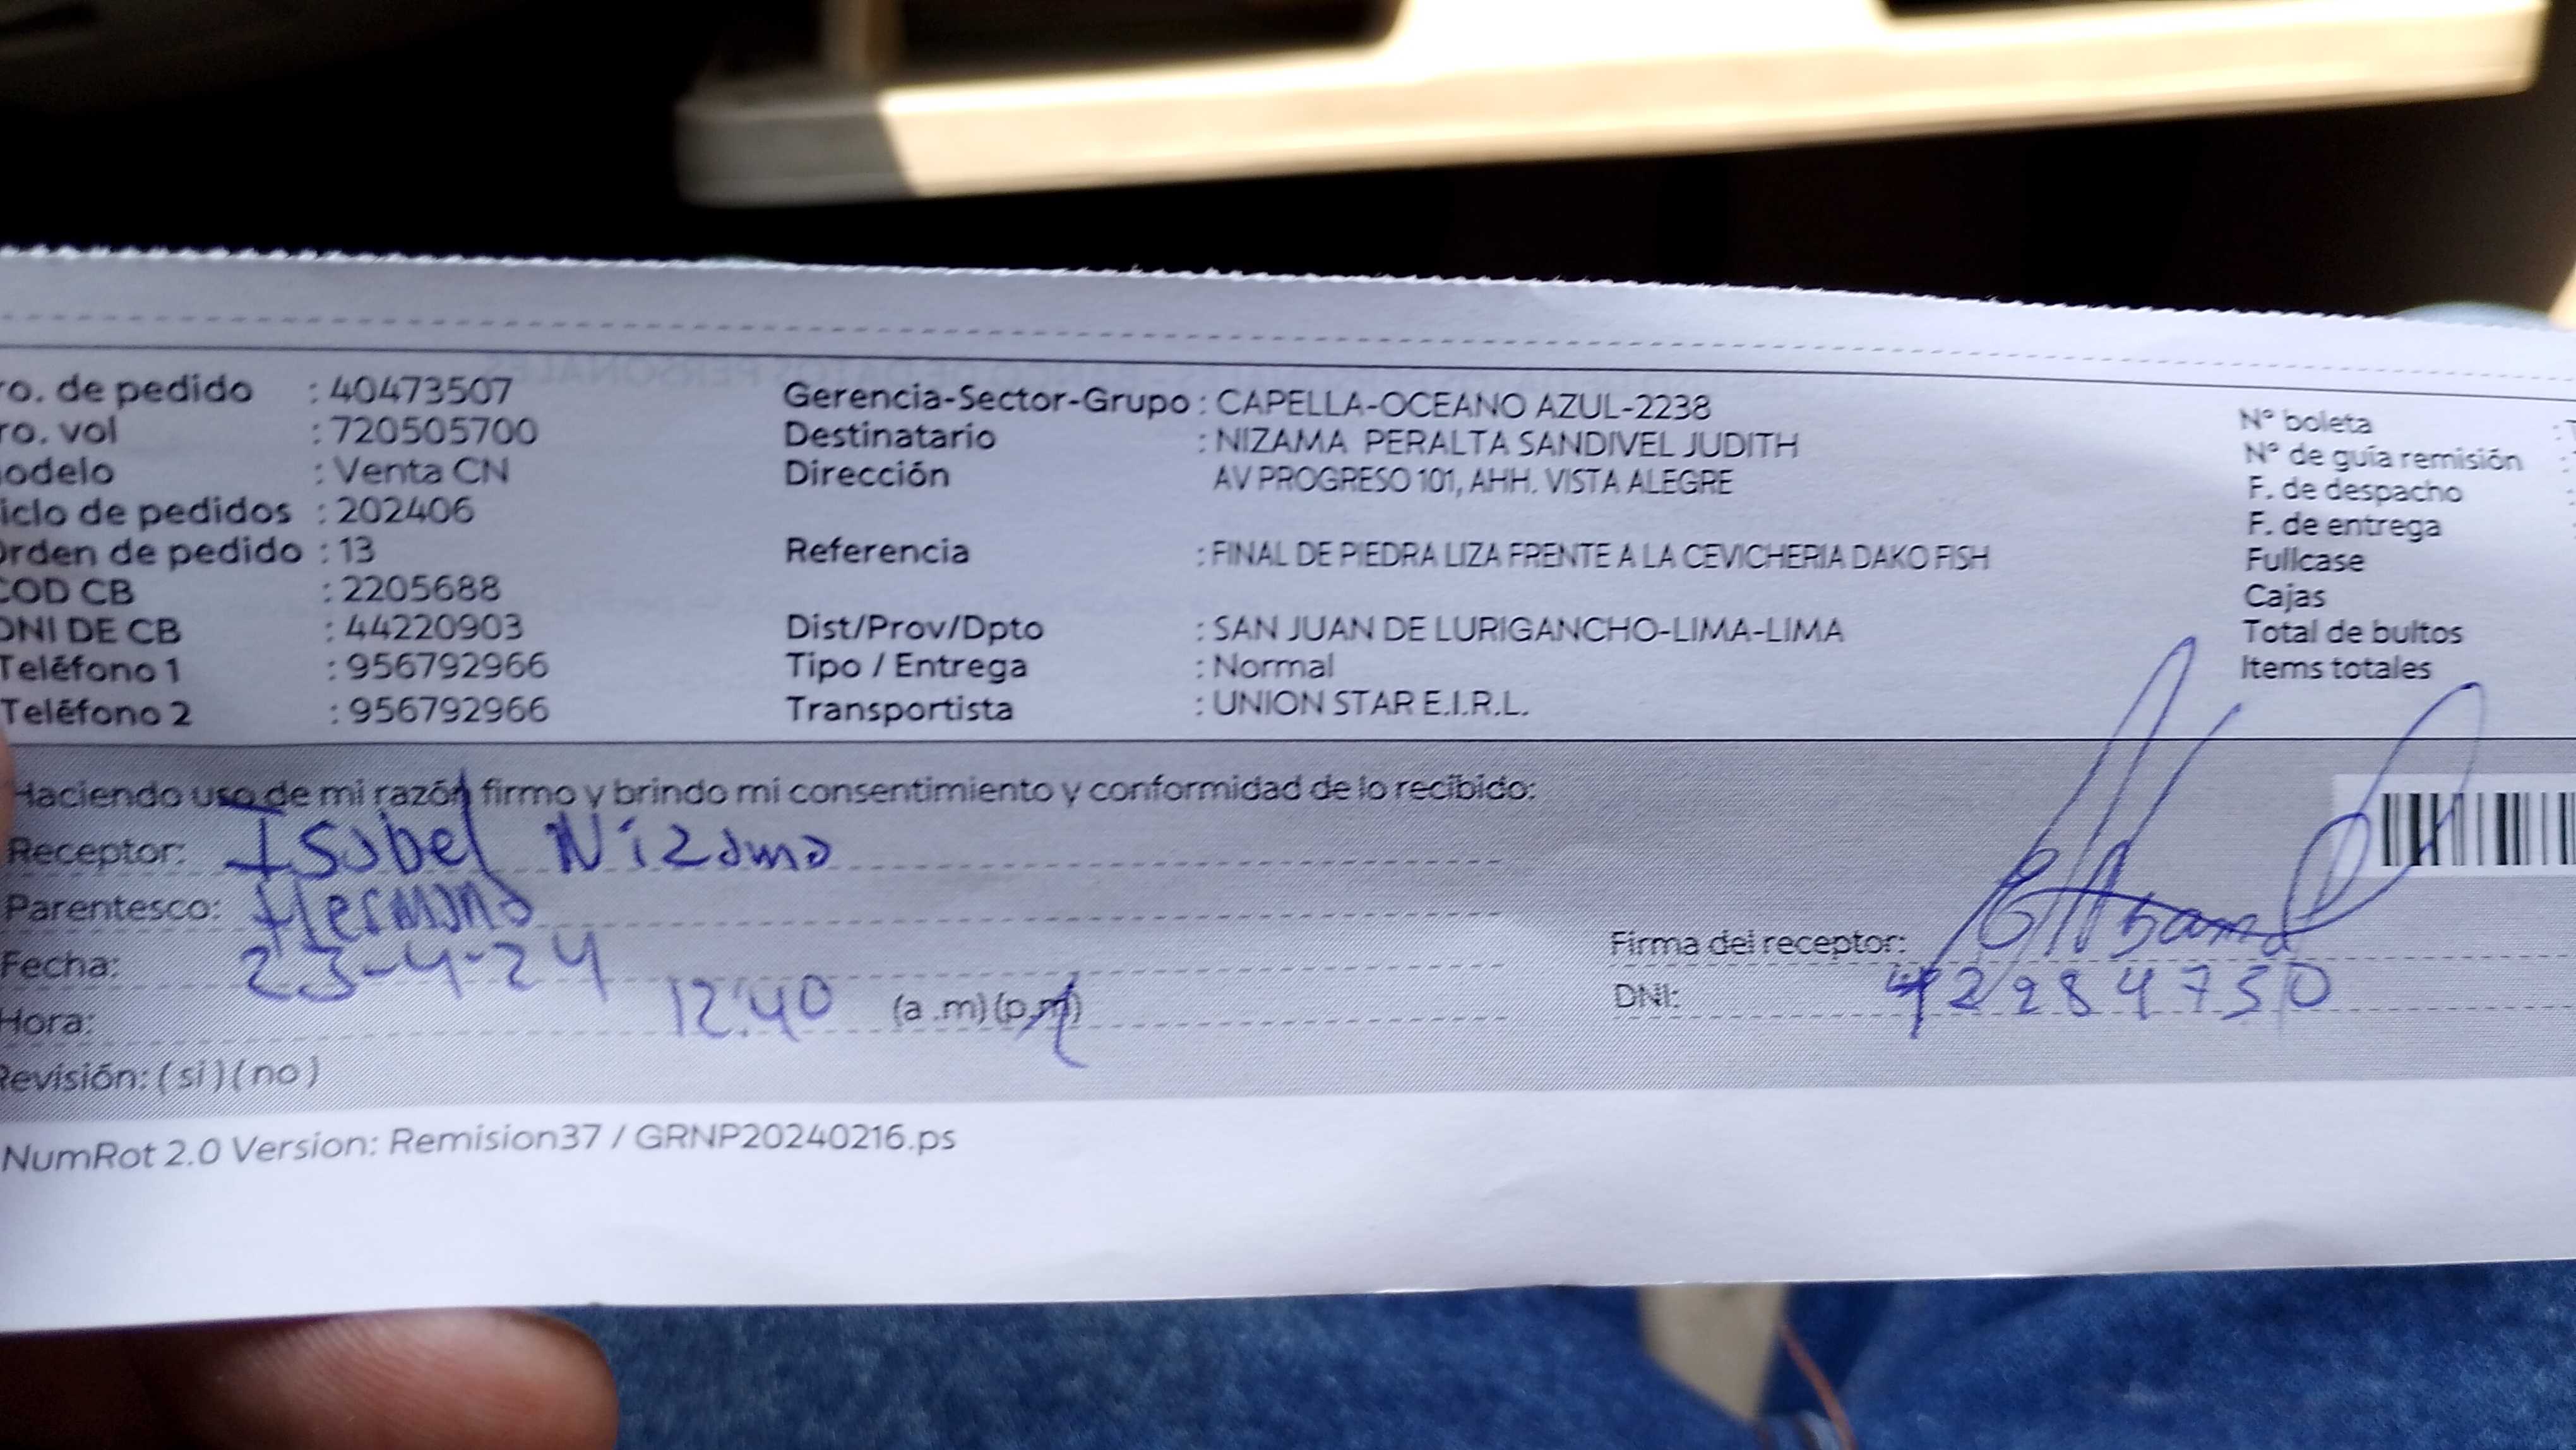 ro. de pedido : 40473507
ro. vol : 720505700
odelo : Venta CN
iclo de pedidos : 202406
Orden de pedido : 13
COD CB : 2205688
DNI DE CB : 44220903
Teléfono 1 : 956792966
Teléfono 2 : 956792966
Gerencia-Sector-Grupo : CAPELLA-OCEANO AZUL-2238
Destinatario : NIZAMA PERALTA SANDIVEL JUDITH
Dirección AV PROGRESO 101, AHH. VISTA ALEGRE
Referencia : FINAL DE PIEDRA LIZA FRENTE A LA CEVICHERIA DAKO FISH
Dist/Prov/Dpto : SAN JUAN DE LURIGANCHO-LIMA-LIMA
Tipo / Entrega : Normal
Transportista : UNION STAR E.I.R.L.
N° boleta :
N° de guía remisión :
F. de despacho :
F. de entrega
Fullcase
Cajas
Total de bultos
Items totales
Haciendo uso de mi razón firmo y brindo mi consentimiento y conformidad de lo recibido:
Receptor: Isabel Nizama
Parentesco: Hermana
Fecha: 23-4-24
Hora: 12:40 (a .m) (p.m)
Revisión: ( si ) ( no )
Firma del receptor:
DNI: 42284750
NumRot 2.0 Version: Remision37 / GRNP20240216.ps